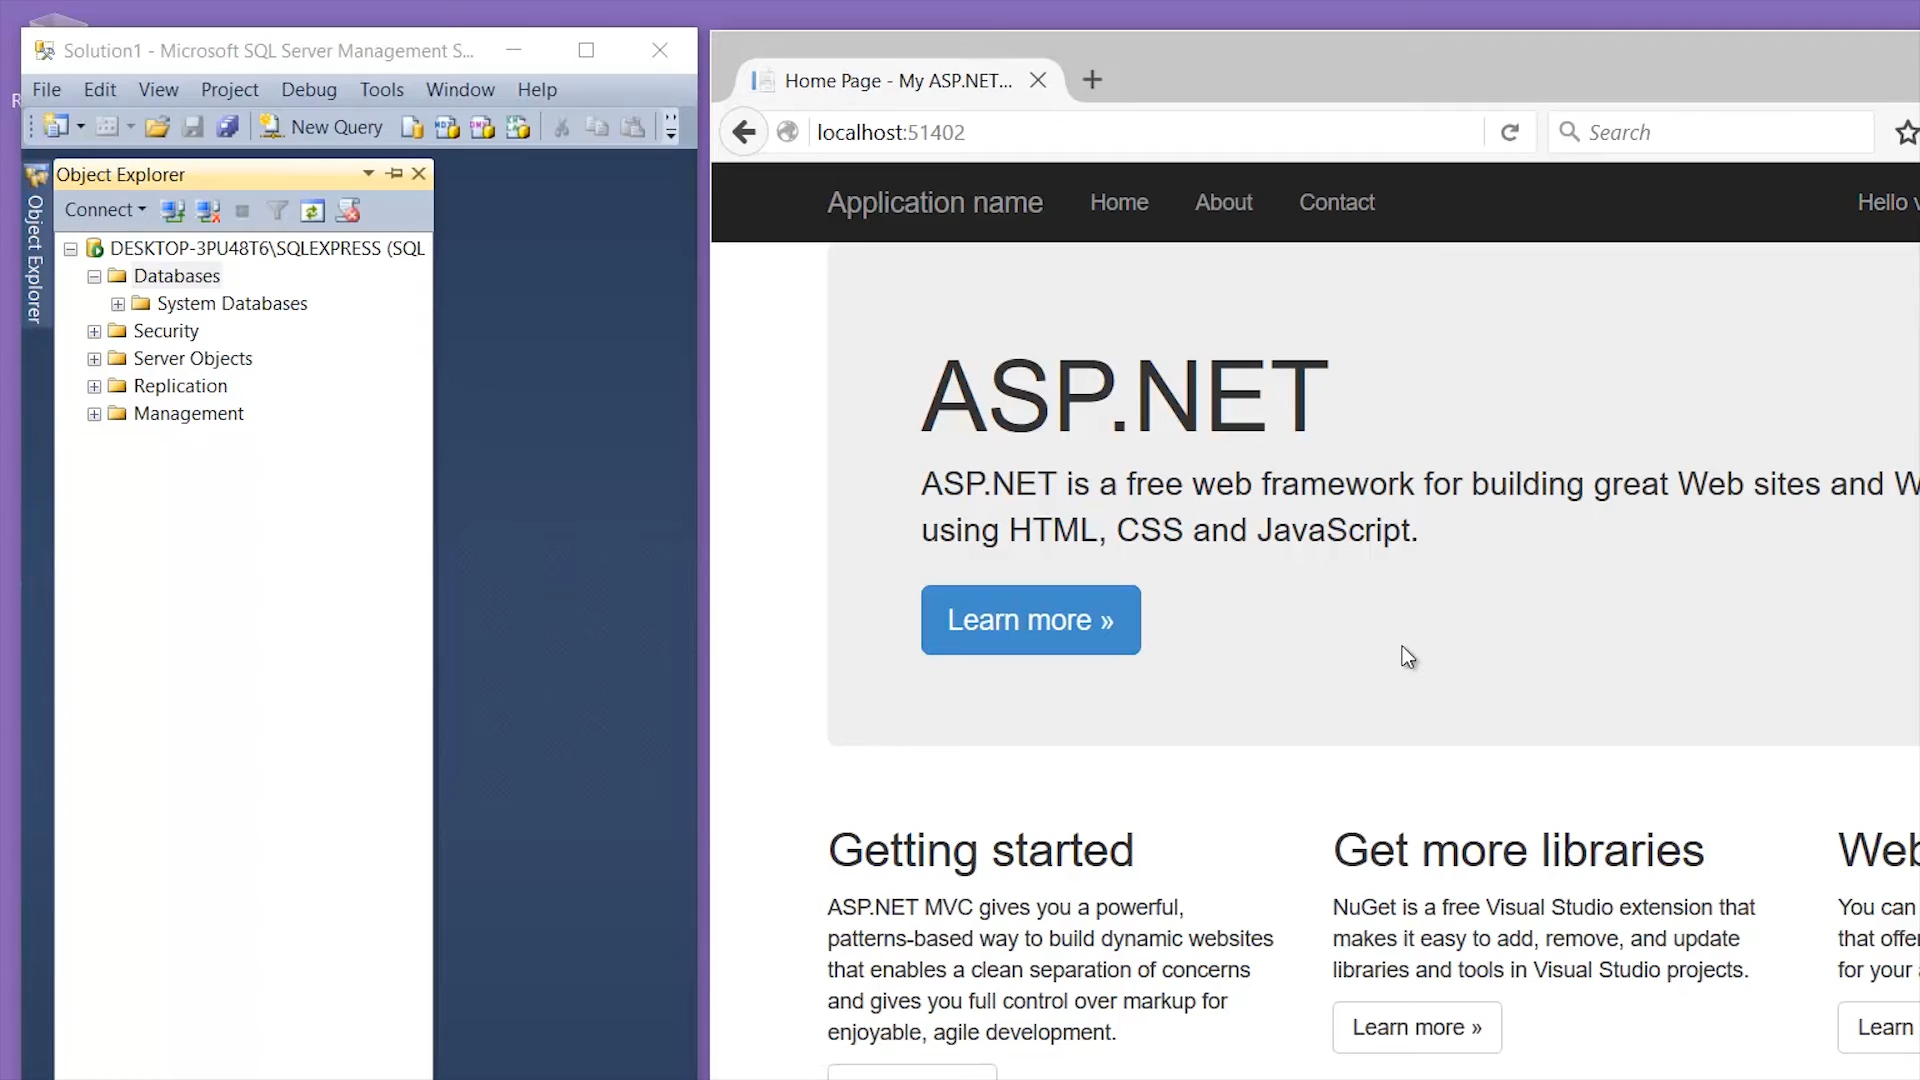 Solution1 - Microsoft SQL Server Management S...
File Edit View Project Debug Tools Window Help
New Query
Object Explorer
Object Explorer
Connect
DESKTOP-3PU48T6\SQLEXPRESS (SQL
Databases
System Databases
Security
Server Objects
Replication
Management
Home Page - My ASP.NET...
localhost:51402
Search
Application name Home About Contact Hello
ASP.NET
ASP.NET is a free web framework for building great Web sites and W
using HTML, CSS and JavaScript.
Learn more »
Getting started
ASP.NET MVC gives you a powerful,
patterns-based way to build dynamic websites
that enables a clean separation of concerns
and gives you full control over markup for
enjoyable, agile development.
Get more libraries
NuGet is a free Visual Studio extension that
makes it easy to add, remove, and update
libraries and tools in Visual Studio projects.
Learn more »
Web
You can
that offe
for your
Learn